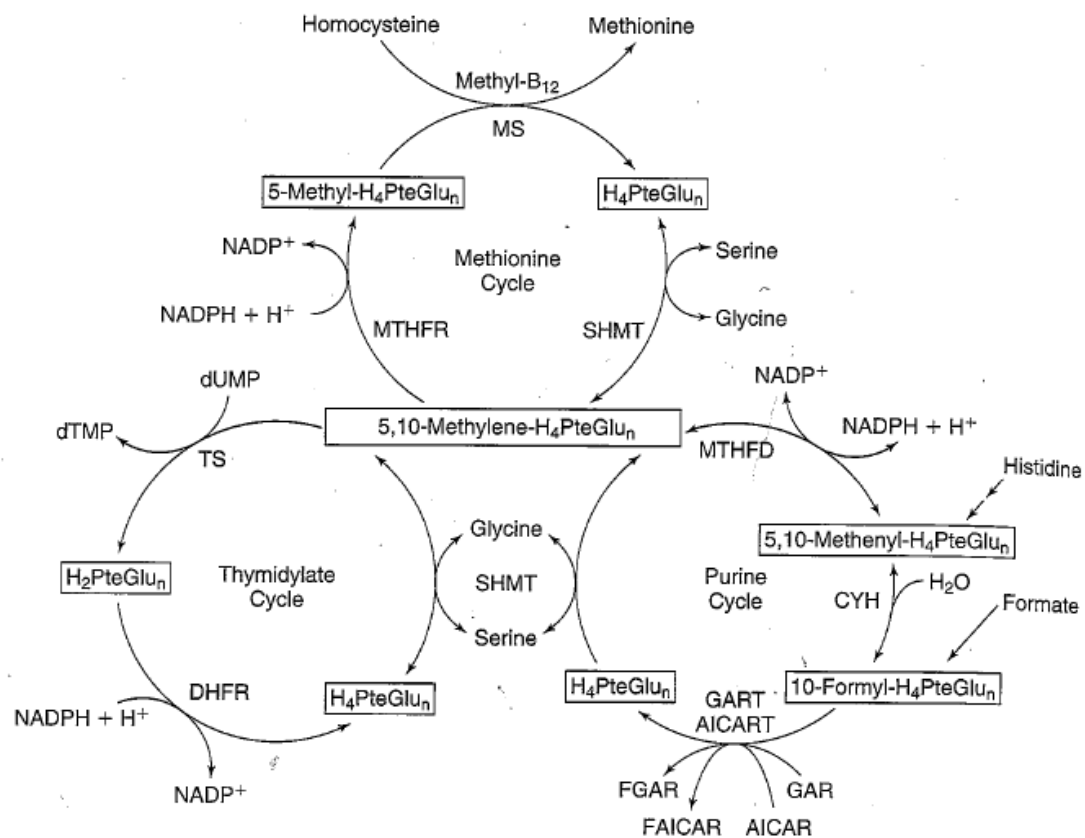 Homocysteine
Methionine
Methyl-B₁₂
MS
5-Methyl-H₄PteGluₙ
H₄PteGluₙ
NADP⁺
Methionine
Cycle
Serine
NADPH + H⁺
Glycine
MTHFR
SHMT
NADP⁺
dUMP
dTMP
5,10-Methylene-H₄PteGluₙ
NADPH + H⁺
TS
MTHFD
Histidine
Glycine
5,10-Methenyl-H₄PteGluₙ
H₂PteGluₙ
Thymidylate
Cycle
SHMT
Purine
Cycle
CYH
H₂O
Formate
Serine
DHFR
H₄PteGluₙ
H₄PteGluₙ
10-Formyl-H₄PteGluₙ
NADPH + H⁺
GART
AICART
NADP⁺
FGAR
GAR
FAICAR
AICAR